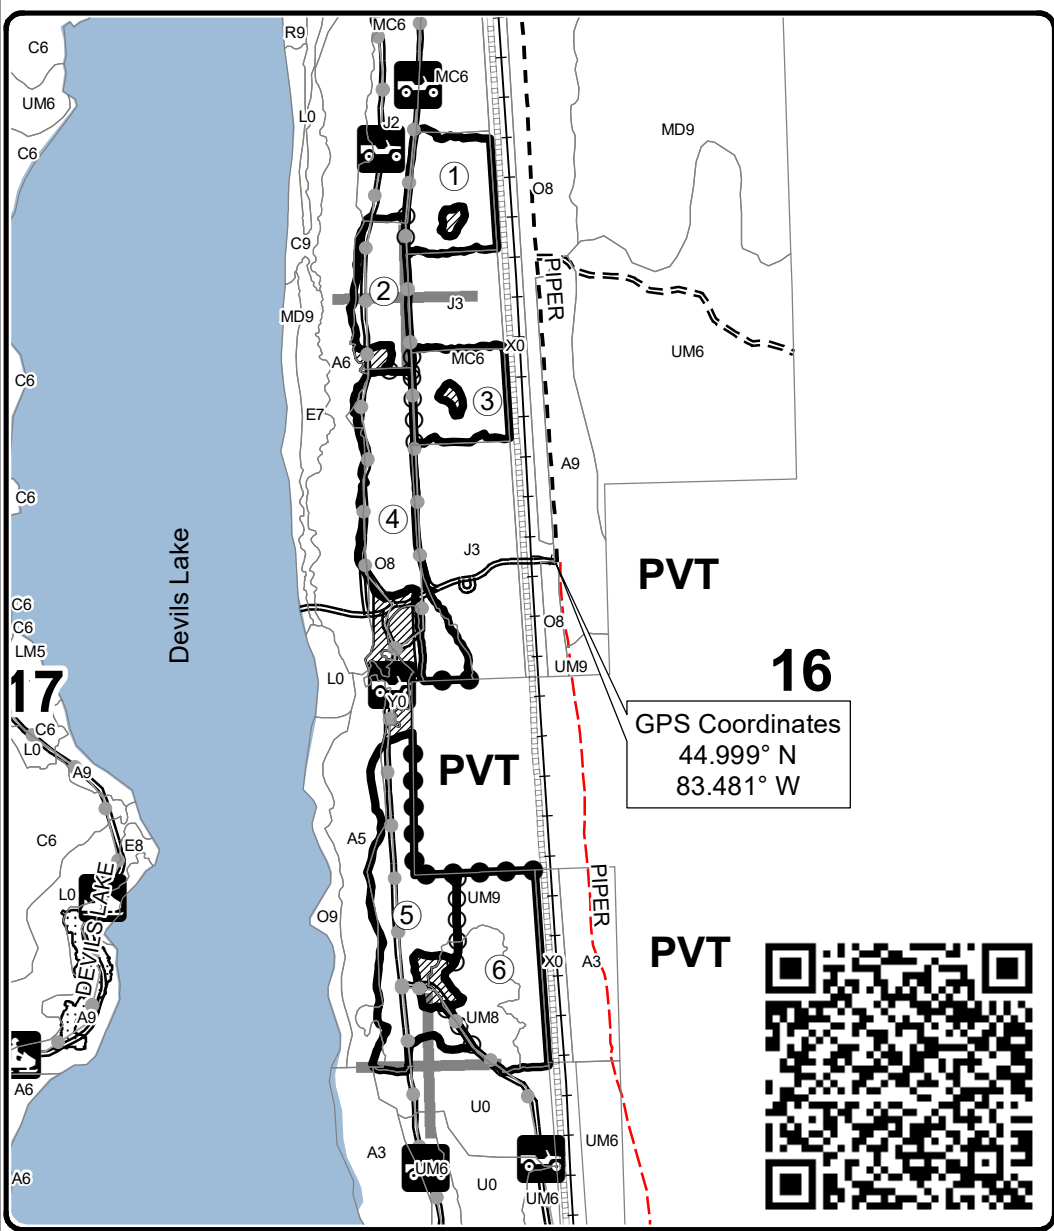 MC6
R9
C6
MC6
UM6
L0
J2
MD9
C6
1
O8
C9
PIPER
2
J3
MD9
X0
UM6
A6
MC6
C6
3
E7
A9
C6
4
J3
Devils Lake
O8
PVT
C6
O8
C6
LM5
UM9
16
L0
17
Y0
GPS Coordinates
44.999° N
83.481° W
C6
L0
PVT
A9
C6
A5
E8
PIPER
L0
UM9
DEVILS LAKE
O9
5
PVT
6
X0
A3
A9
UM8
A6
U0
UM6
A3
UM6
A6
U0
UM6